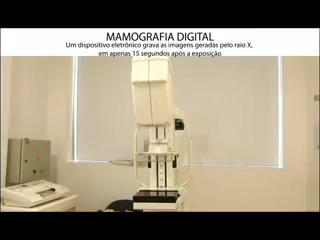 MAMOGRAFIA DIGITAL
Um dispositivo eletrônico grava as imagens geradas pelo raio X,
em apenas 15 segundos após a exposição